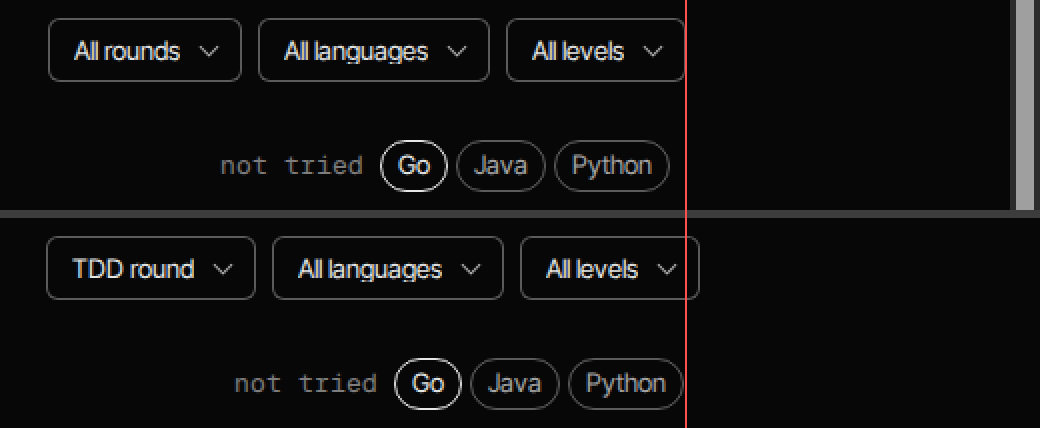 All rounds All languages All levels
not tried Go Java Python
TDD round All languages All levels
not tried Go Java Python